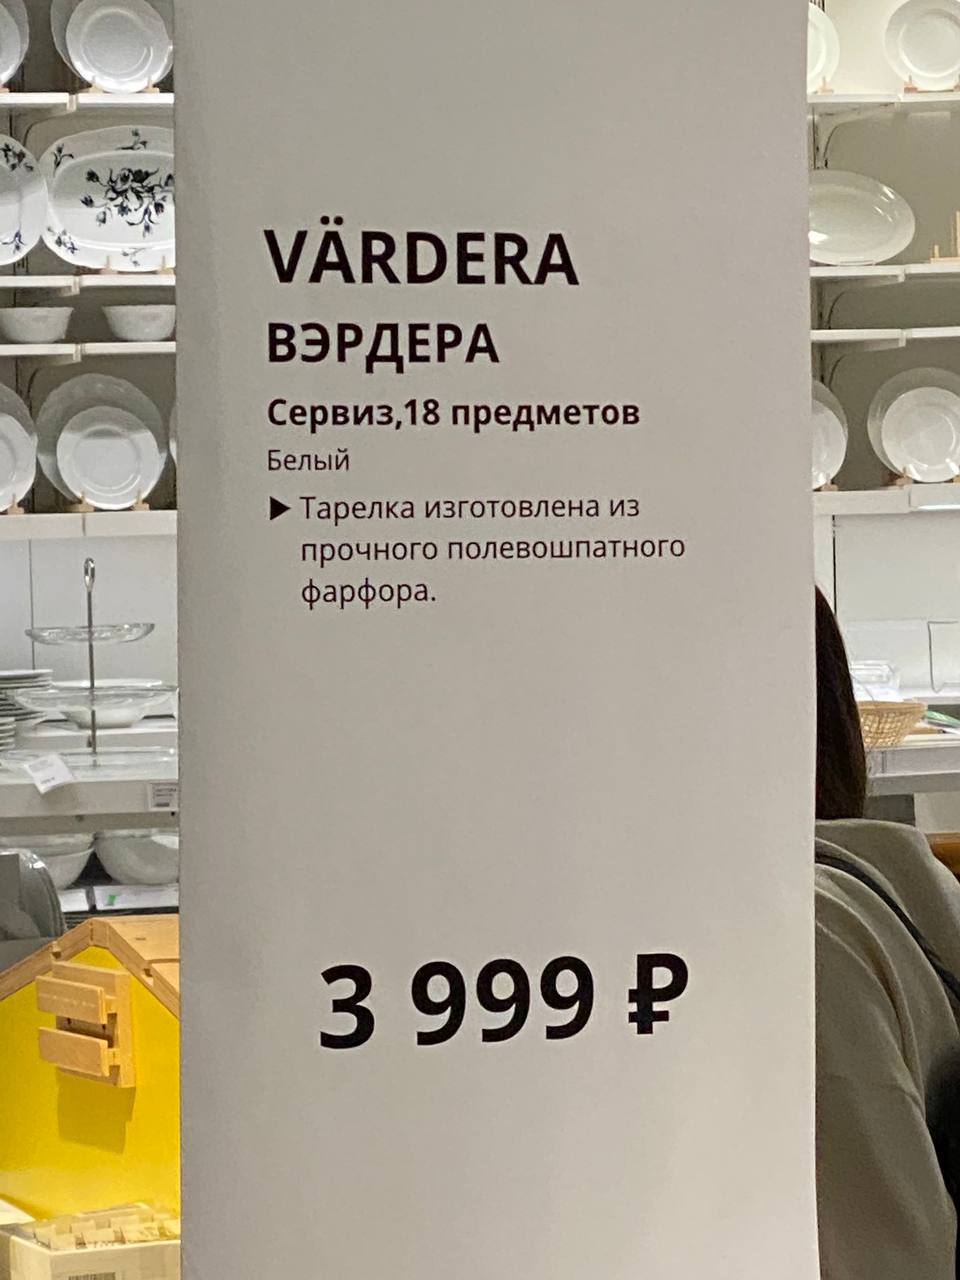 VÄRDERA
ВЭРДЕРА
Сервиз,18 предметов
Белый
▶ Тарелка изготовлена из
прочного полевошпатного
фарфора.
3 999 ₽